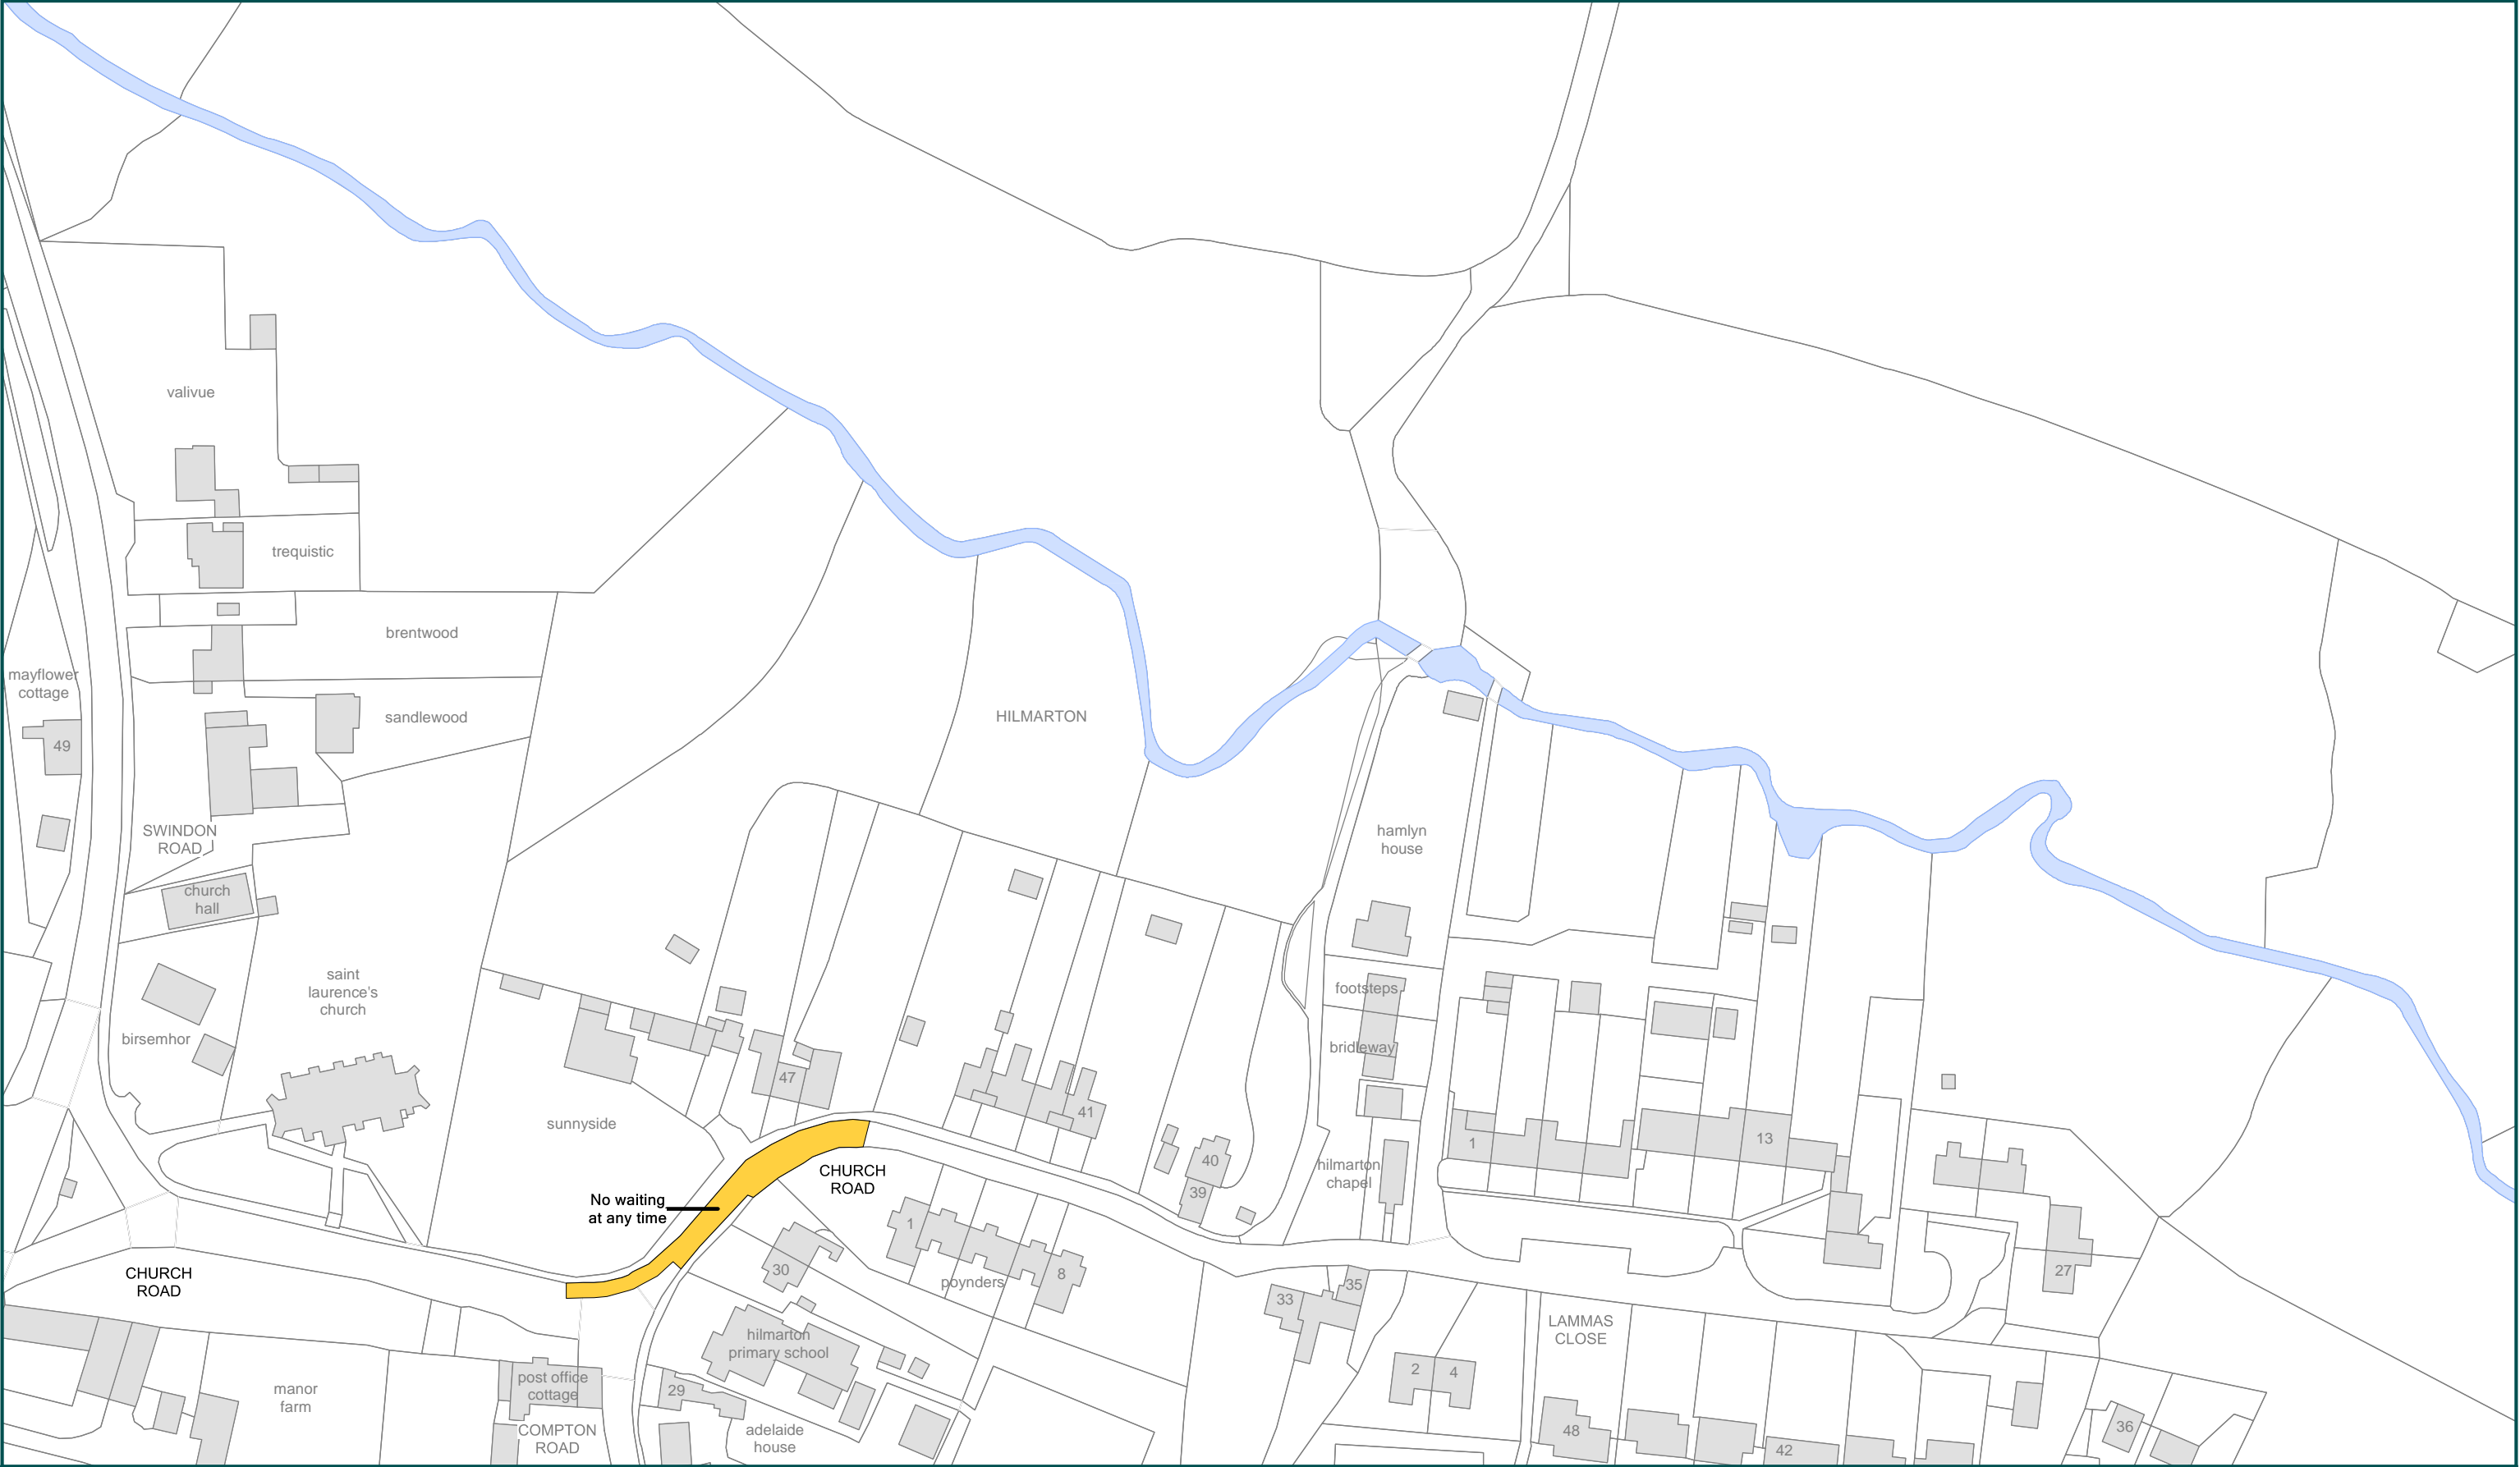 valivue
trequistic
brentwood
mayflower
cottage
sandlewood
HILMARTON
49
SWINDON
ROAD
hamlyn
house
church
hall
saint
laurence's
church
footsteps
birsemhor
bridleway
47
41
sunnyside
1
13
40
hilmarton
chapel
39
CHURCH
ROAD
No waiting
at any time
1
30
poynders
8
27
CHURCH
ROAD
33
35
LAMMAS
CLOSE
hilmarton
primary school
2
4
post office
cottage
29
manor
farm
COMPTON
ROAD
adelaide
house
48
42
36